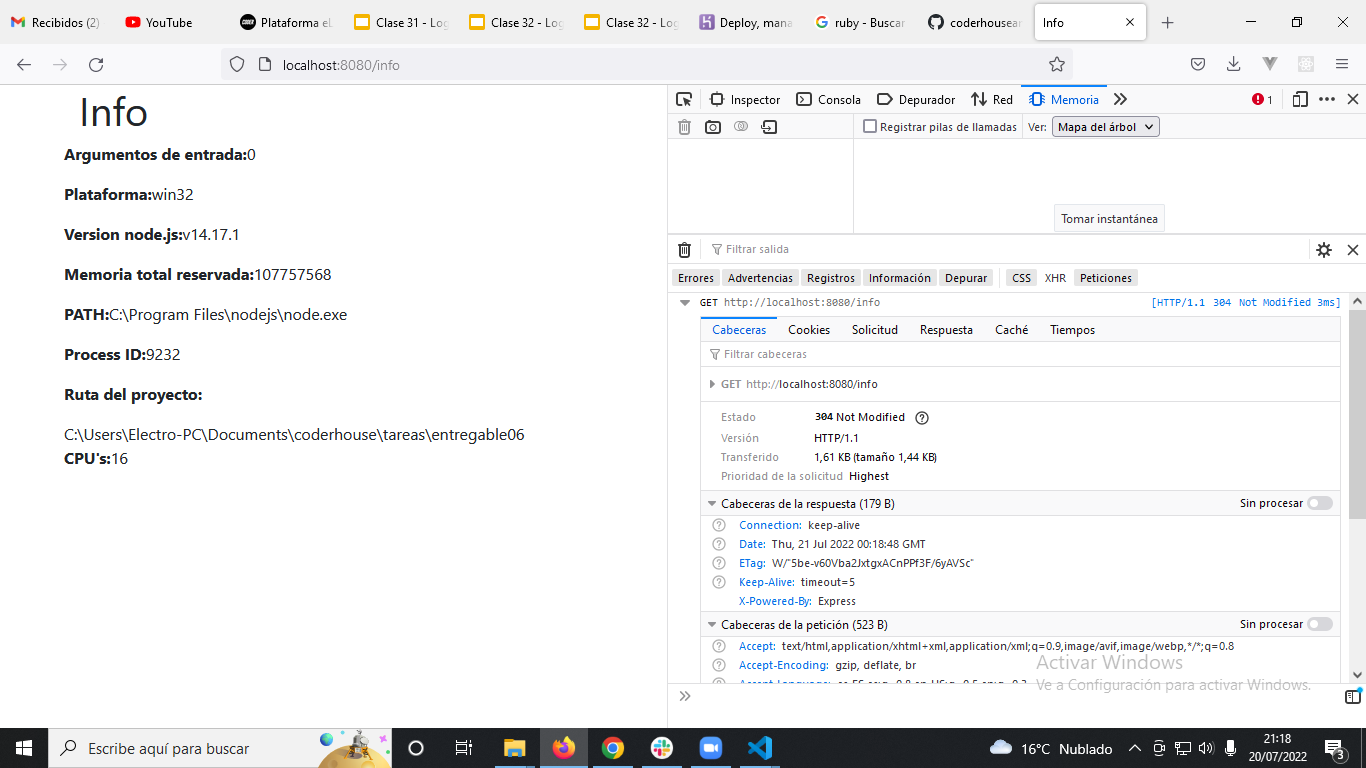 Recibidos (2)
YouTube
Plataforma eL
Clase 31 - Log
Clase 32 - Log
Clase 32 - Log
Deploy, mana
ruby - Buscar
coderhousear
Info
localhost:8080/info
Info
Argumentos de entrada:0
Plataforma:win32
Version node.js:v14.17.1
Memoria total reservada:107757568
PATH:C:\Program Files\nodejs\node.exe
Process ID:9232
Ruta del proyecto:
C:\Users\Electro-PC\Documents\coderhouse\tareas\entregable06
CPU's:16
Inspector Consola Depurador Red Memoria 1
Registrar pilas de llamadas Ver: Mapa del árbol
Tomar instantánea
Filtrar salida
Errores Advertencias Registros Información Depurar CSS XHR Peticiones
GET http://localhost:8080/info [HTTP/1.1 304 Not Modified 3ms]
Cabeceras Cookies Solicitud Respuesta Caché Tiempos
Filtrar cabeceras
GET http://localhost:8080/info
Estado 304 Not Modified
Versión HTTP/1.1
Transferido 1,61 KB (tamaño 1,44 KB)
Prioridad de la solicitud Highest
Cabeceras de la respuesta (179 B) Sin procesar
Connection: keep-alive
Date: Thu, 21 Jul 2022 00:18:48 GMT
ETag: W/"5be-v60Vba2JxtgxACnPPf3F/6yAVSc"
Keep-Alive: timeout=5
X-Powered-By: Express
Cabeceras de la petición (523 B) Sin procesar
Accept: text/html,application/xhtml+xml,application/xml;q=0.9,image/avif,image/webp,*/*;q=0.8
Accept-Encoding: gzip, deflate, br
Activar Windows
Ve a Configuración para activar Windows.
Escribe aquí para buscar
16°C Nublado
21:18
20/07/2022
3